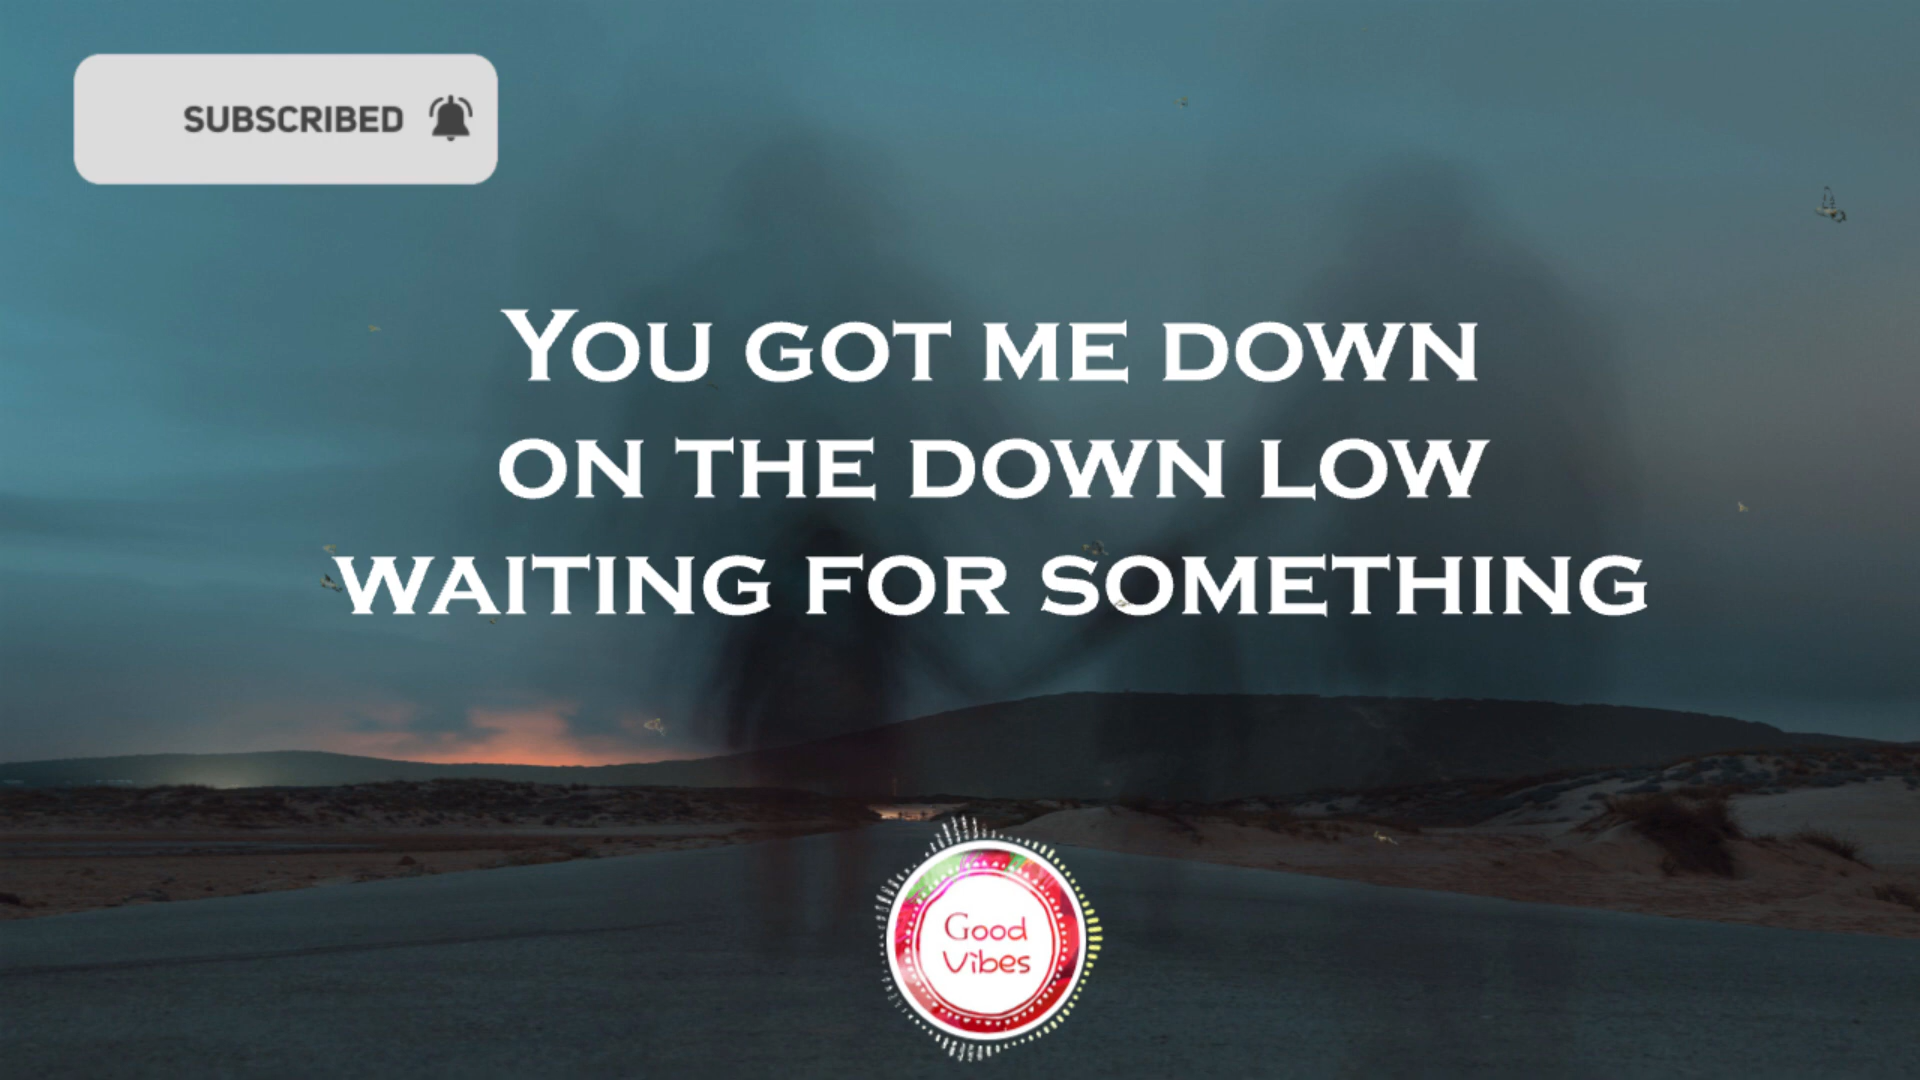 SUBSCRIBED
You got me down
on the down low
waiting for something
Good
Vibes